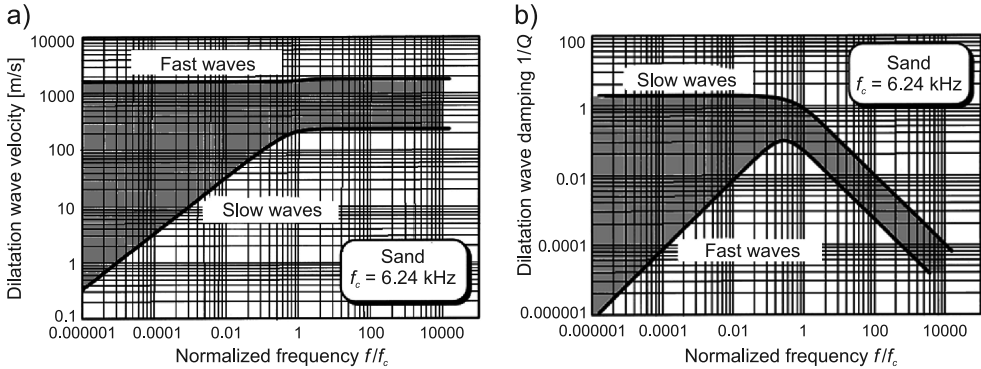 a)
Dilatation wave velocity [m/s]
10000
1000
100
10
1
0.1
Fast waves
Slow waves
Sand
f_c = 6.24 kHz
0.000001 0.0001 0.01 1 100 10000
Normalized frequency f/f_c
b)
Dilatation wave damping 1/Q
100
1
0.01
0.0001
0.000001
Slow waves
Fast waves
Sand
f_c = 6.24 kHz
0.000001 0.0001 0.01 1 100 10000
Normalized frequency f/f_c